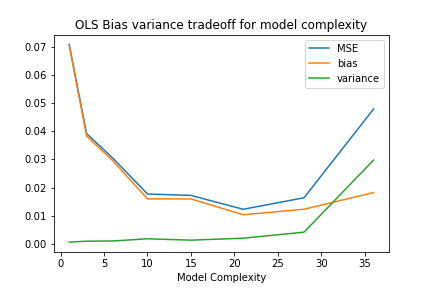 OLS Bias variance tradeoff for model complexity
MSE
bias
variance
0.07
0.06
0.05
0.04
0.03
0.02
0.01
0.00
0 5 10 15 20 25 30 35
Model Complexity